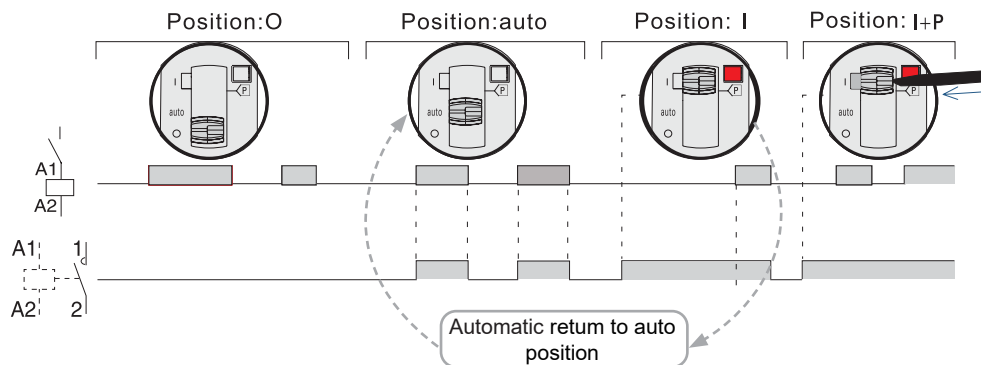 Position:O
Position:auto
Position: I
Position: I+P
I
P
auto
O
I
P
auto
O
I
P
auto
O
I
P
auto
O
I
A1
A2
A1
1
A2
2
Automatic return to auto
position